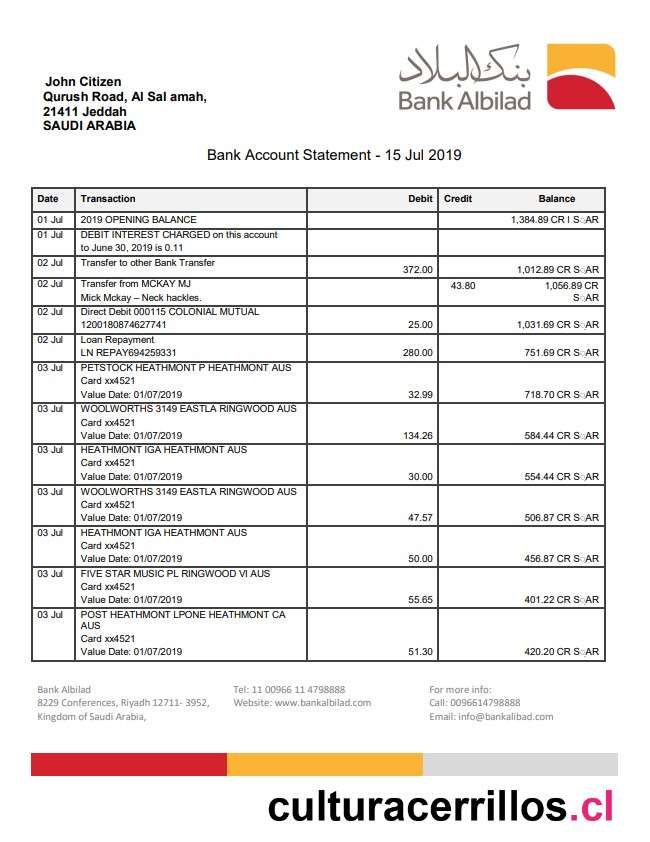 بنك البلاد
Bank Albilad
John Citizen
Qurush Road, Al Sal amah,
21411 Jeddah
SAUDI ARABIA
Bank Account Statement - 15 Jul 2019
Date Transaction Debit Credit Balance
01 Jul 2019 OPENING BALANCE 1,384.89 CR I SAR
01 Jul DEBIT INTEREST CHARGED on this account
to June 30, 2019 is 0.11
02 Jul Transfer to other Bank Transfer
372.00 1,012.89 CR SAR
02 Jul Transfer from MCKAY MJ 43.80 1,056.89 CR
Mick Mckay – Neck hackles. SAR
02 Jul Direct Debit 000115 COLONIAL MUTUAL
1200180874627741 25.00 1,031.69 CR SAR
02 Jul Loan Repayment
LN REPAY694259331 280.00 751.69 CR SAR
03 Jul PETSTOCK HEATHMONT P HEATHMONT AUS
Card xx4521
Value Date: 01/07/2019 32.99 718.70 CR SAR
03 Jul WOOLWORTHS 3149 EASTLA RINGWOOD AUS
Card xx4521
Value Date: 01/07/2019 134.26 584.44 CR SAR
03 Jul HEATHMONT IGA HEATHMONT AUS
Card xx4521
Value Date: 01/07/2019 30.00 554.44 CR SAR
03 Jul WOOLWORTHS 3149 EASTLA RINGWOOD AUS
Card xx4521
Value Date: 01/07/2019 47.57 506.87 CR SAR
03 Jul HEATHMONT IGA HEATHMONT AUS
Card xx4521
Value Date: 01/07/2019 50.00 456.87 CR SAR
03 Jul FIVE STAR MUSIC PL RINGWOOD VI AUS
Card xx4521
Value Date: 01/07/2019 55.65 401.22 CR SAR
03 Jul POST HEATHMONT LPONE HEATHMONT CA
AUS
Card xx4521
Value Date: 01/07/2019 51.30 420.20 CR SAR
Bank Albilad Tel: 11 00966 11 4798888 For more info:
8229 Conferences, Riyadh 12711- 3952, Website: www.bankalbilad.com Call: 0096614798888
Kingdom of Saudi Arabia, Email: info@bankalibad.com
culturacerrillos.cl